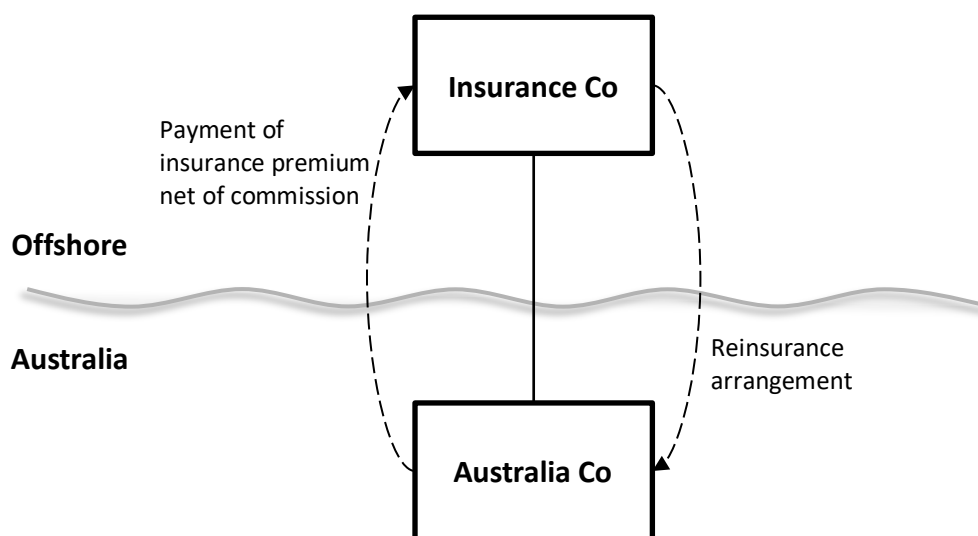 Insurance Co
Payment of
insurance premium
net of commission
Offshore
Australia
Reinsurance
arrangement
Australia Co